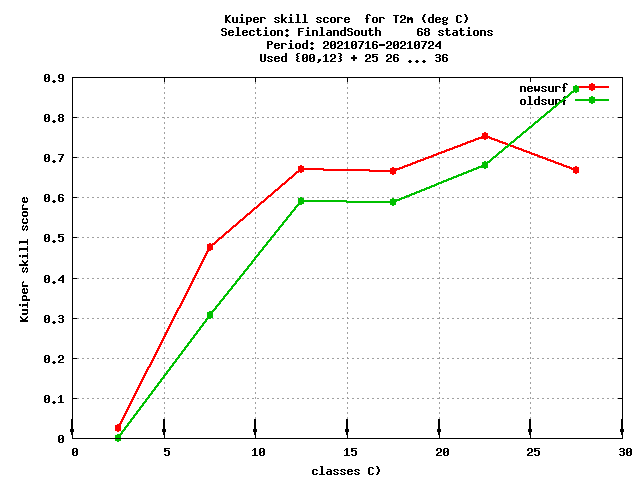 Kuiper skill score  for T2m (deg C)
Selection: FinlandSouth     68 stations
Period: 20210716-20210724
Used {00,12} + 25 26 ... 36
newsurf
oldsurf
0.9
0.8
0.7
0.6
0.5
0.4
0.3
0.2
0.1
0
Kuiper skill score
0 5 10 15 20 25 30
classes C)